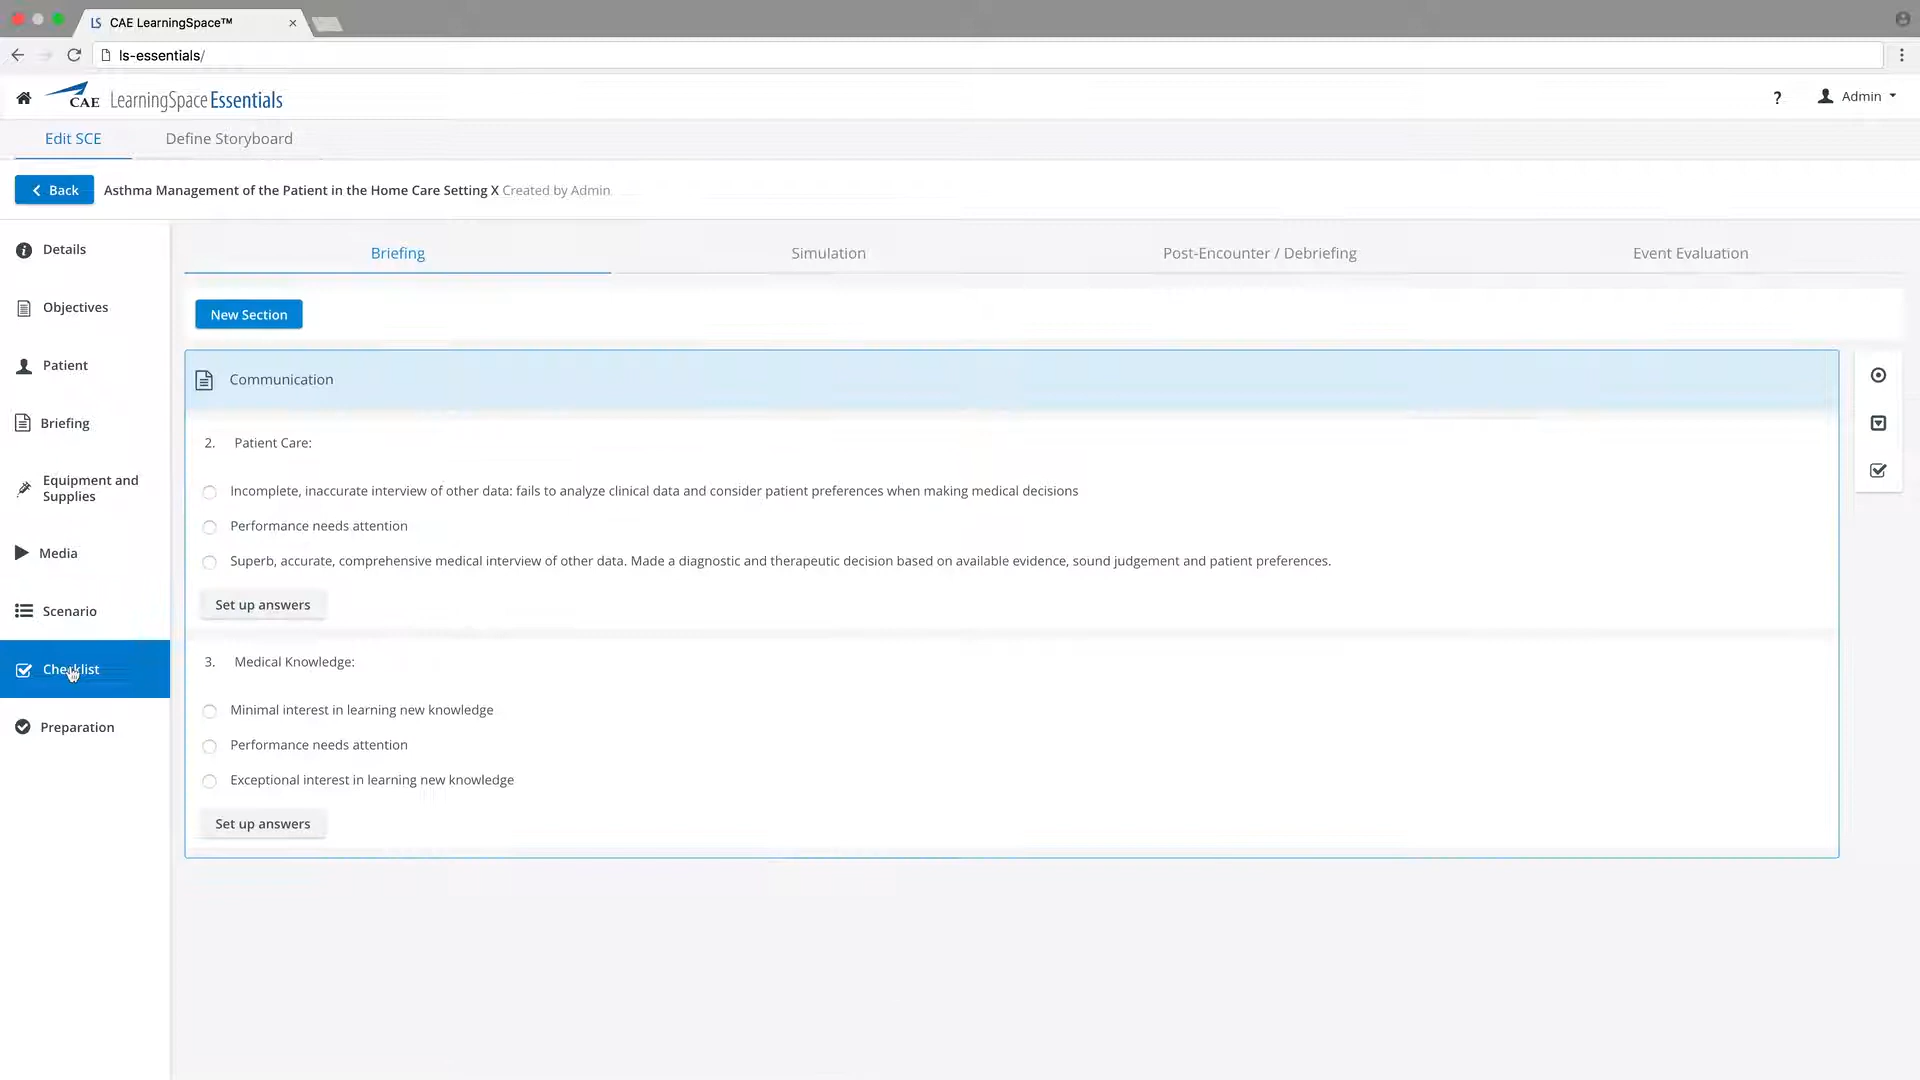 LS CAE LearningSpace™ ×
ls-essentials/
CAE LearningSpace Essentials
? Admin
Edit SCE Define Storyboard
Back Asthma Management of the Patient in the Home Care Setting X Created by Admin
Details
Objectives
Patient
Briefing
Equipment and
Supplies
Media
Scenario
Checklist
Preparation
Briefing Simulation Post-Encounter / Debriefing Event Evaluation
New Section
Communication
2. Patient Care:
Incomplete, inaccurate interview of other data: fails to analyze clinical data and consider patient preferences when making medical decisions
Performance needs attention
Superb, accurate, comprehensive medical interview of other data. Made a diagnostic and therapeutic decision based on available evidence, sound judgement and patient preferences.
Set up answers
3. Medical Knowledge:
Minimal interest in learning new knowledge
Performance needs attention
Exceptional interest in learning new knowledge
Set up answers